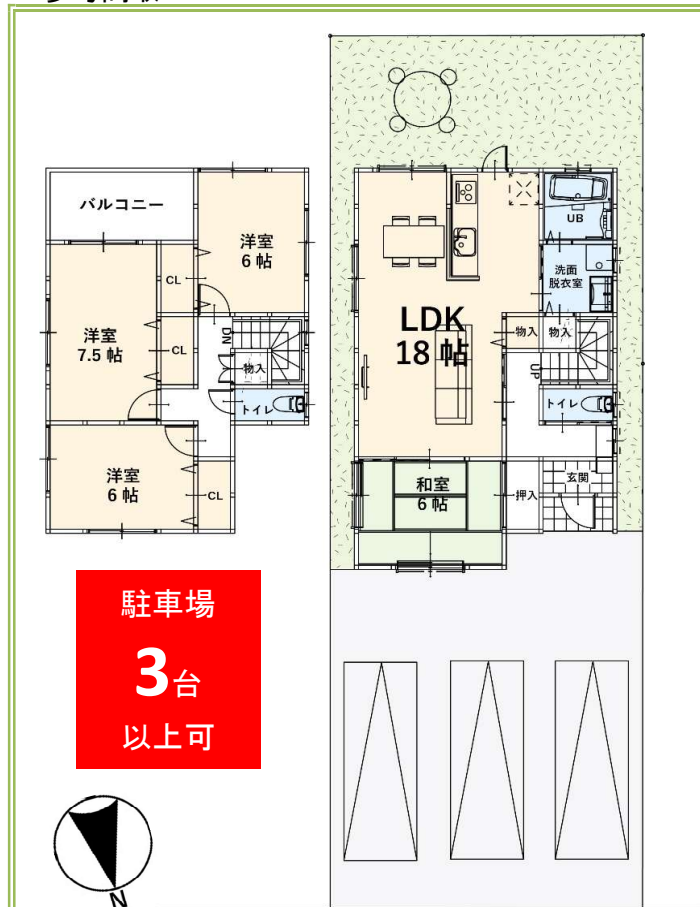 バルコニー
洋室
6 帖
CL
洋室
7.5 帖
CL
DN
物入
トイレ
洋室
6 帖
CL
UB
洗面
脱衣室
LDK
18 帖
物入
物入
UP
トイレ
和室
6 帖
押入
玄関
駐車場
3台
以上可
N